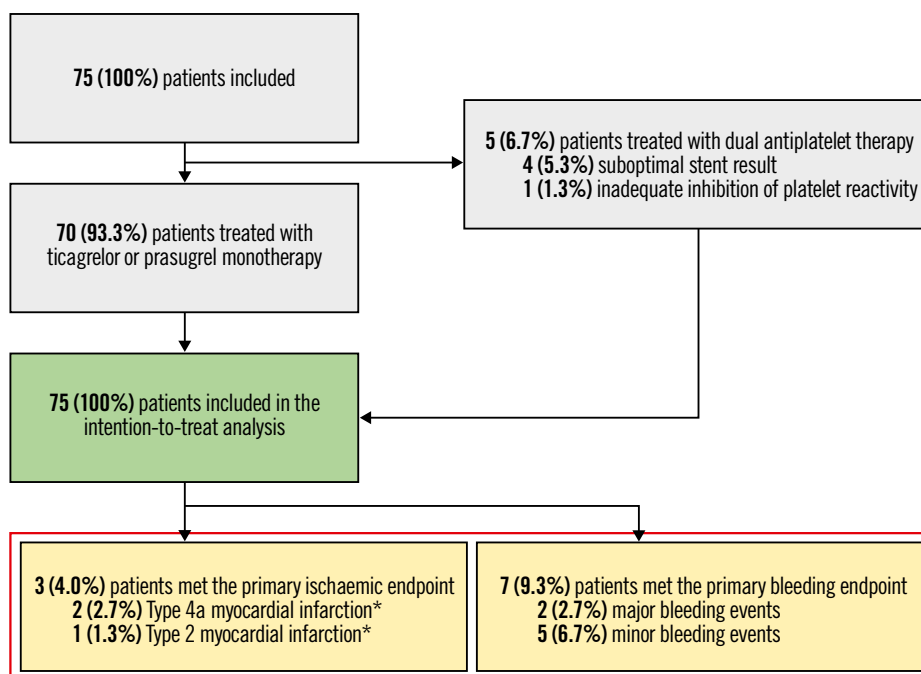 75 (100%) patients included
5 (6.7%) patients treated with dual antiplatelet therapy
4 (5.3%) suboptimal stent result
1 (1.3%) inadequate inhibition of platelet reactivity
70 (93.3%) patients treated with
ticagrelor or prasugrel monotherapy
75 (100%) patients included in the
intention-to-treat analysis
3 (4.0%) patients met the primary ischaemic endpoint
2 (2.7%) Type 4a myocardial infarction*
1 (1.3%) Type 2 myocardial infarction*
7 (9.3%) patients met the primary bleeding endpoint
2 (2.7%) major bleeding events
5 (6.7%) minor bleeding events